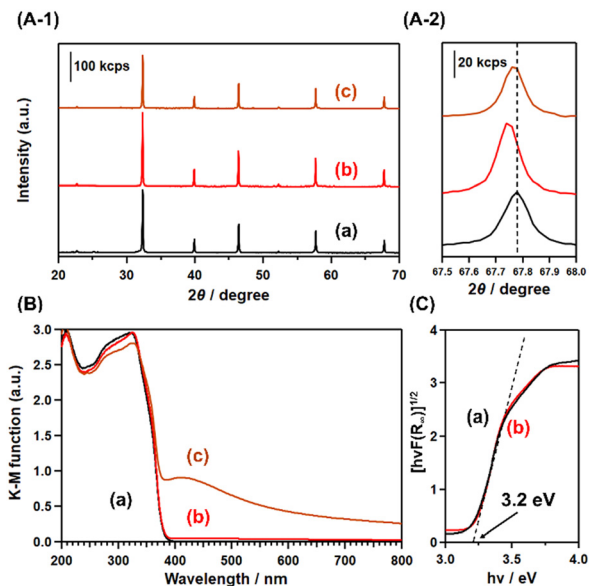 (A-1)
(A-2)
100 kcps
20 kcps
Intensity (a.u.)
(c)
(b)
(a)
20 30 40 50 60 70
2θ / degree
67.5 67.6 67.7 67.8 67.9 68.0
2θ / degree
(B)
(C)
K-M function (a.u.)
3.0
2.5
2.0
1.5
1.0
0.5
0.0
(a)
(c)
(b)
200 300 400 500 600 700 800
Wavelength / nm
[hvF(R∞)]1/2
4
3
2
1
0
(a)
(b)
3.2 eV
3.0 3.5 4.0
hv / eV